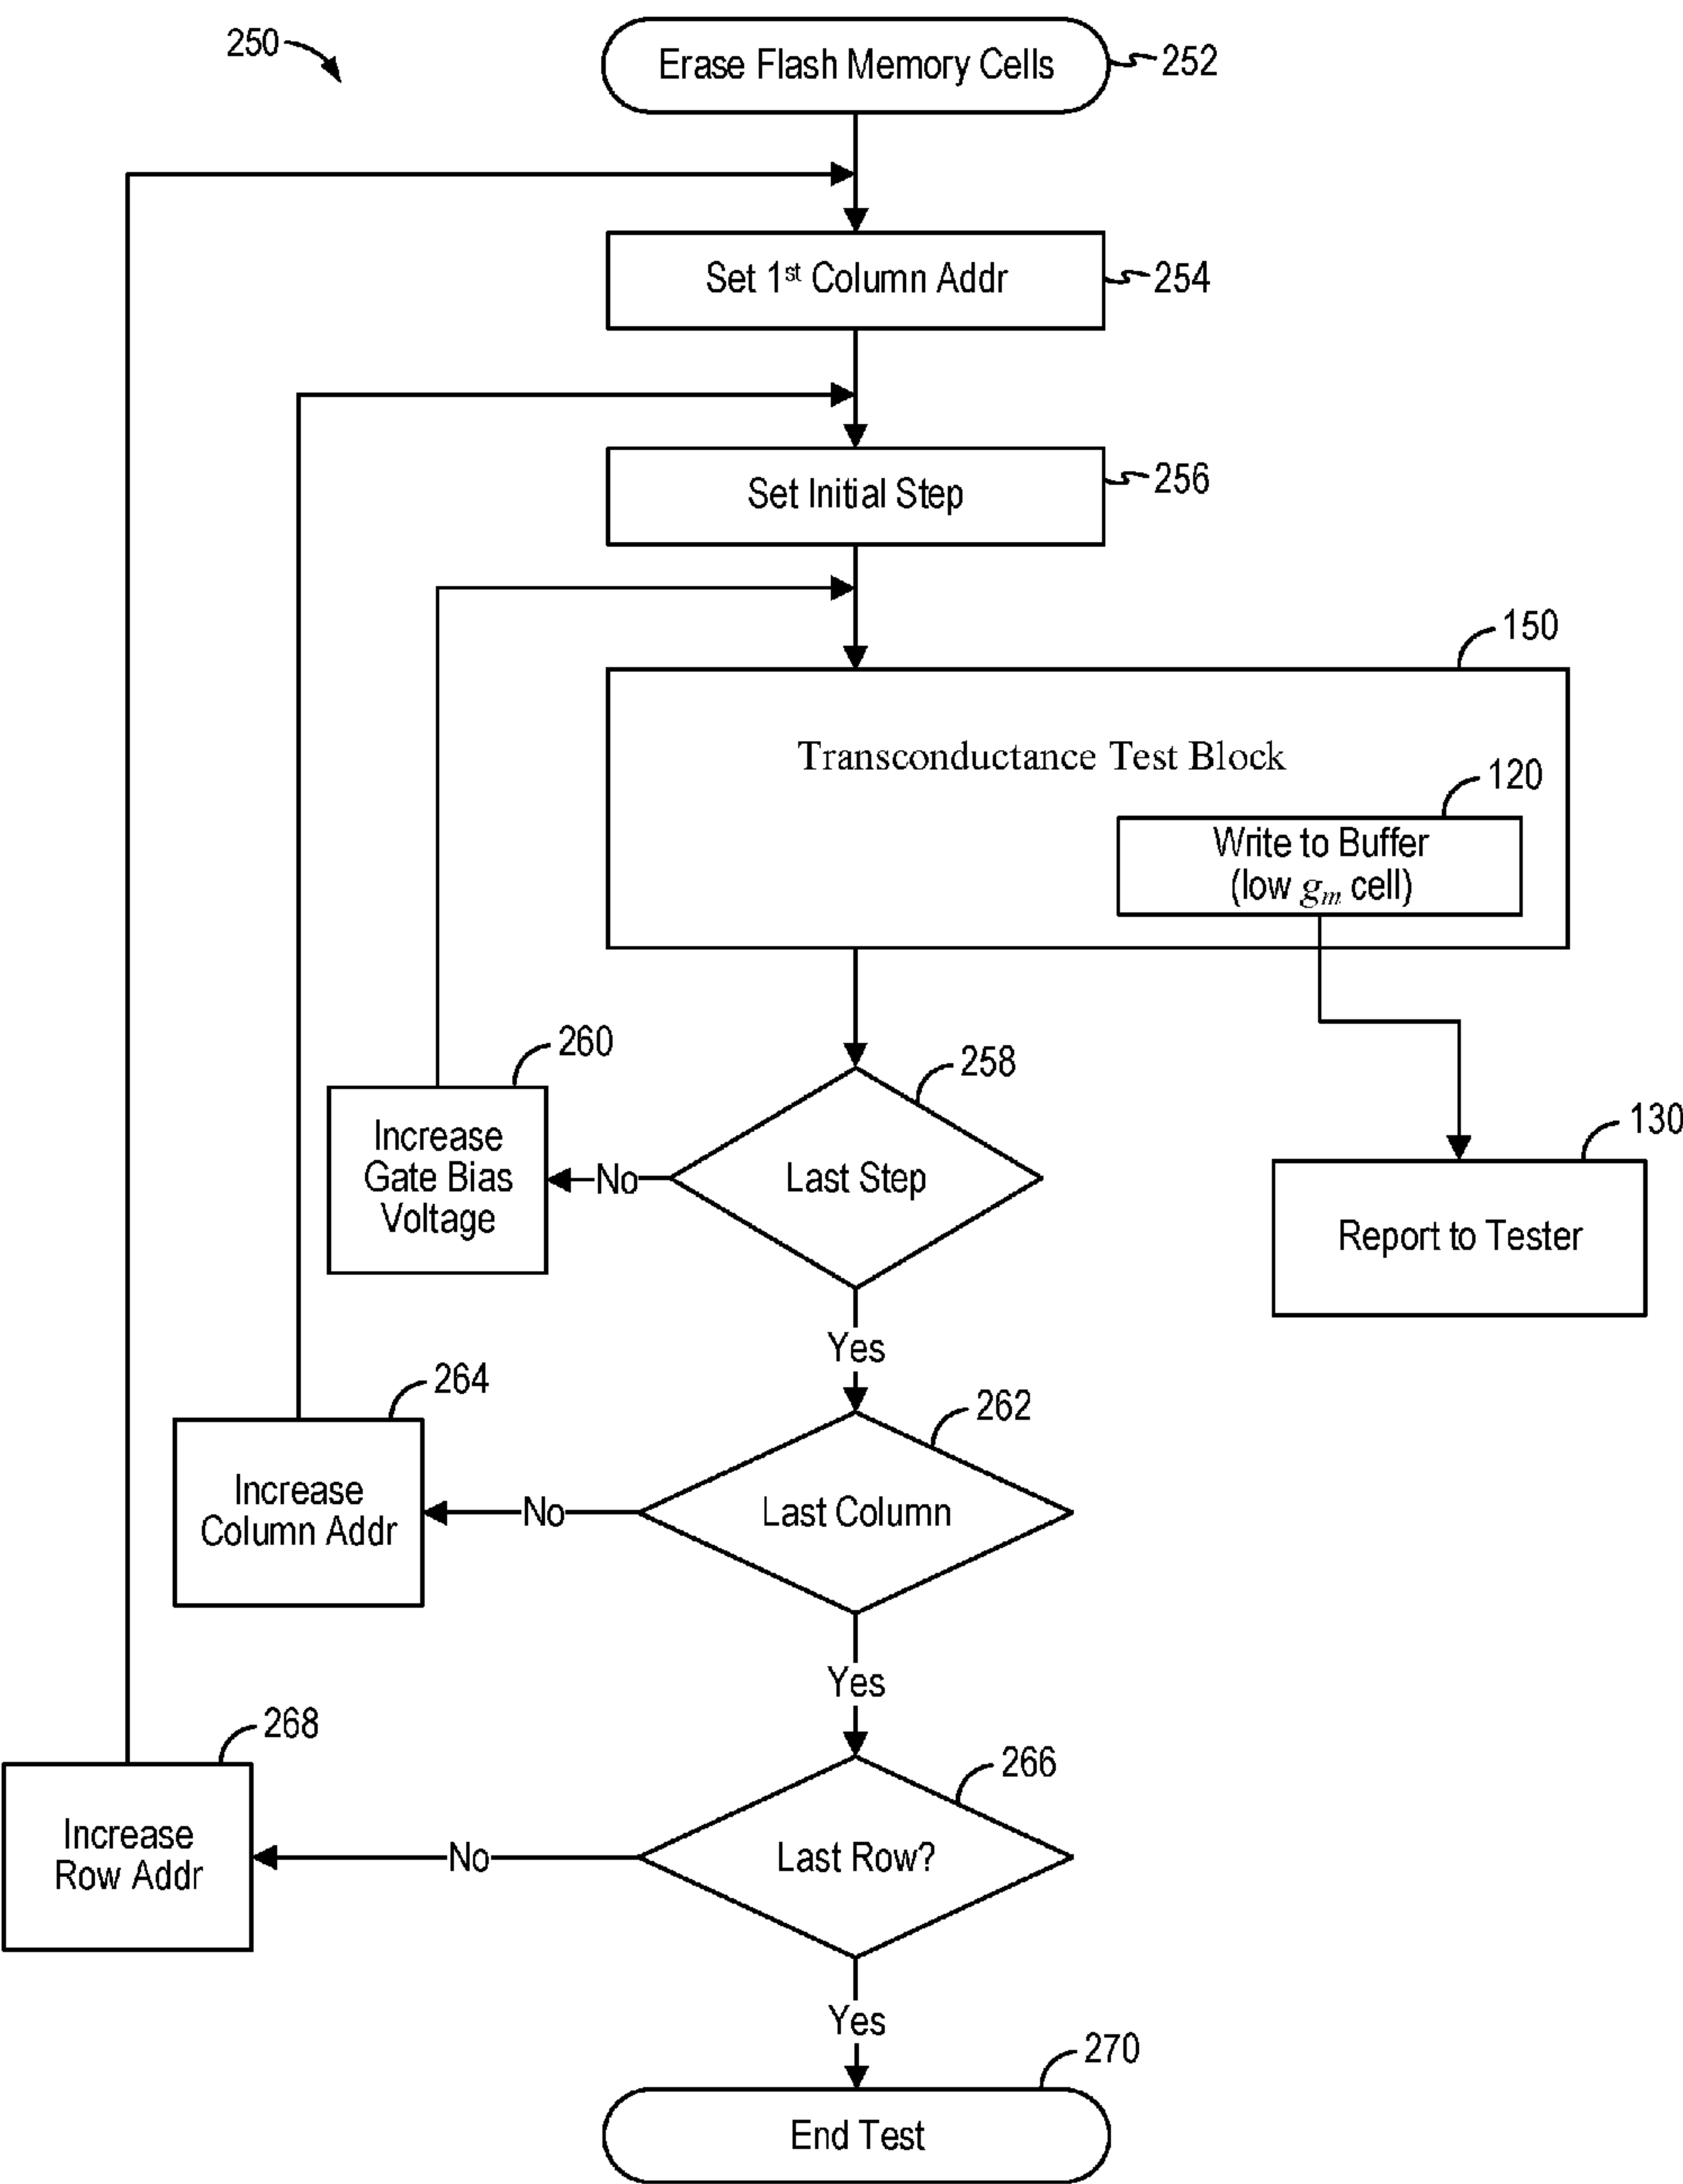 250
Erase Flash Memory Cells
252
Set 1st Column Addr
254
Set Initial Step
256
150
Transconductance Test Block
120
Write to Buffer
(low gm cell)
260
258
Increase
Gate Bias
Voltage
No
Last Step
130
Report to Tester
Yes
264
262
Increase
Column Addr
No
Last Column
Yes
268
266
Increase
Row Addr
No
Last Row?
Yes
270
End Test